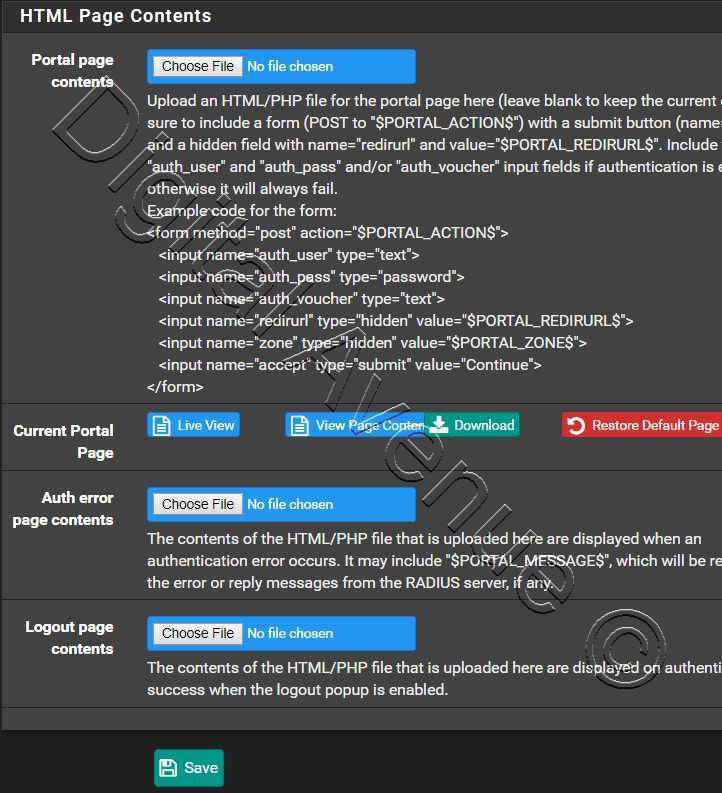 HTML Page Contents
Portal page
contents
Choose File No file chosen
Upload an HTML/PHP file for the portal page here (leave blank to keep the current
sure to include a form (POST to "$PORTAL_ACTION$") with a submit button (name=
and a hidden field with name="redirurl" and value="$PORTAL_REDIRURL$". Include
"auth_user" and "auth_pass" and/or "auth_voucher" input fields if authentication is
otherwise it will always fail.
Example code for the form:
<form method="post" action="$PORTAL_ACTION$">
<input name="auth_user" type="text">
<input name="auth_pass" type="password">
<input name="auth_voucher" type="text">
<input name="redirurl" type="hidden" value="$PORTAL_REDIRURL$">
<input name="zone" type="hidden" value="$PORTAL_ZONE$">
<input name="accept" type="submit" value="Continue">
</form>
Current Portal
Page
Live View View Page Conten Download Restore Default Page
Auth error
page contents
Choose File No file chosen
The contents of the HTML/PHP file that is uploaded here are displayed when an
authentication error occurs. It may include "$PORTAL_MESSAGE$", which will be re
the error or reply messages from the RADIUS server, if any.
Logout page
contents
Choose File No file chosen
The contents of the HTML/PHP file that is uploaded here are displayed on authenti
success when the logout popup is enabled.
Save
DigitalAvenue ©